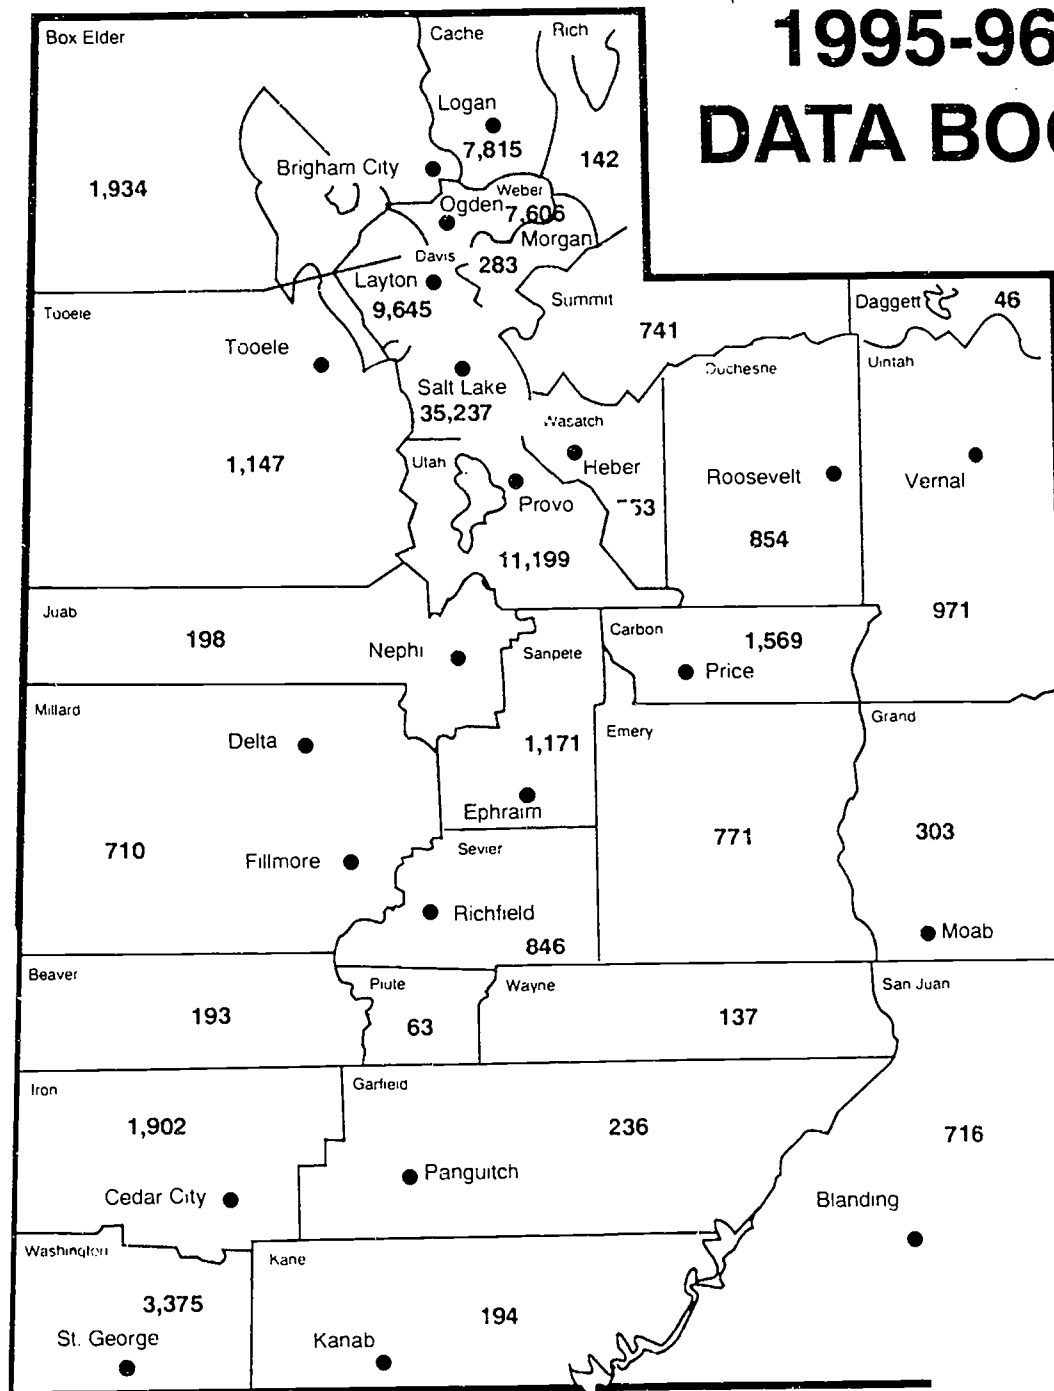 1995-96
DATA BOO
Box Elder
Cache
Rich
Logan
7,815
142
Brigham City
1,934
Weber
Ogden
7,606
Morgan
Davis
283
Layton
9,645
Summit
741
Daggett
46
Tooele
Tooele
1,147
Salt Lake
35,237
Duchesne
Uintah
Wasatch
Heber
Utah
Provo
11,199
Roosevelt
854
Vernal
971
Juab
198
Nephi
Sanpete
Carbon
1,569
Price
Millard
Delta
1,171
Emery
Grand
Ephraim
710
Fillmore
Sevier
771
303
Richfield
846
Moab
Beaver
193
Piute
63
Wayne
137
San Juan
Iron
1,902
Garfield
236
716
Cedar City
Panguitch
Blanding
Washington
Kane
3,375
194
St. George
Kanab